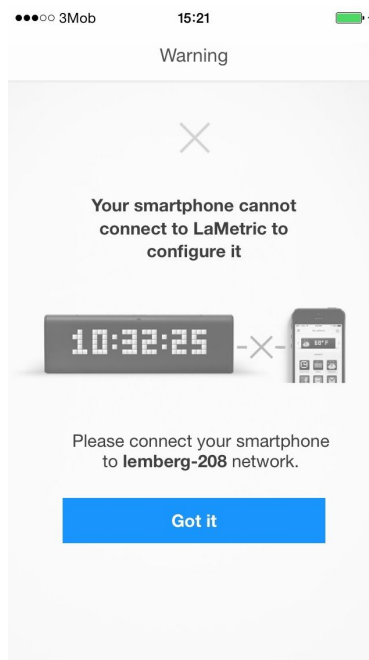 3Mob 15:21
Warning
Your smartphone cannot
connect to LaMetric to
configure it
10:32:25
80°F
Please connect your smartphone
to lemberg-208 network.
Got it